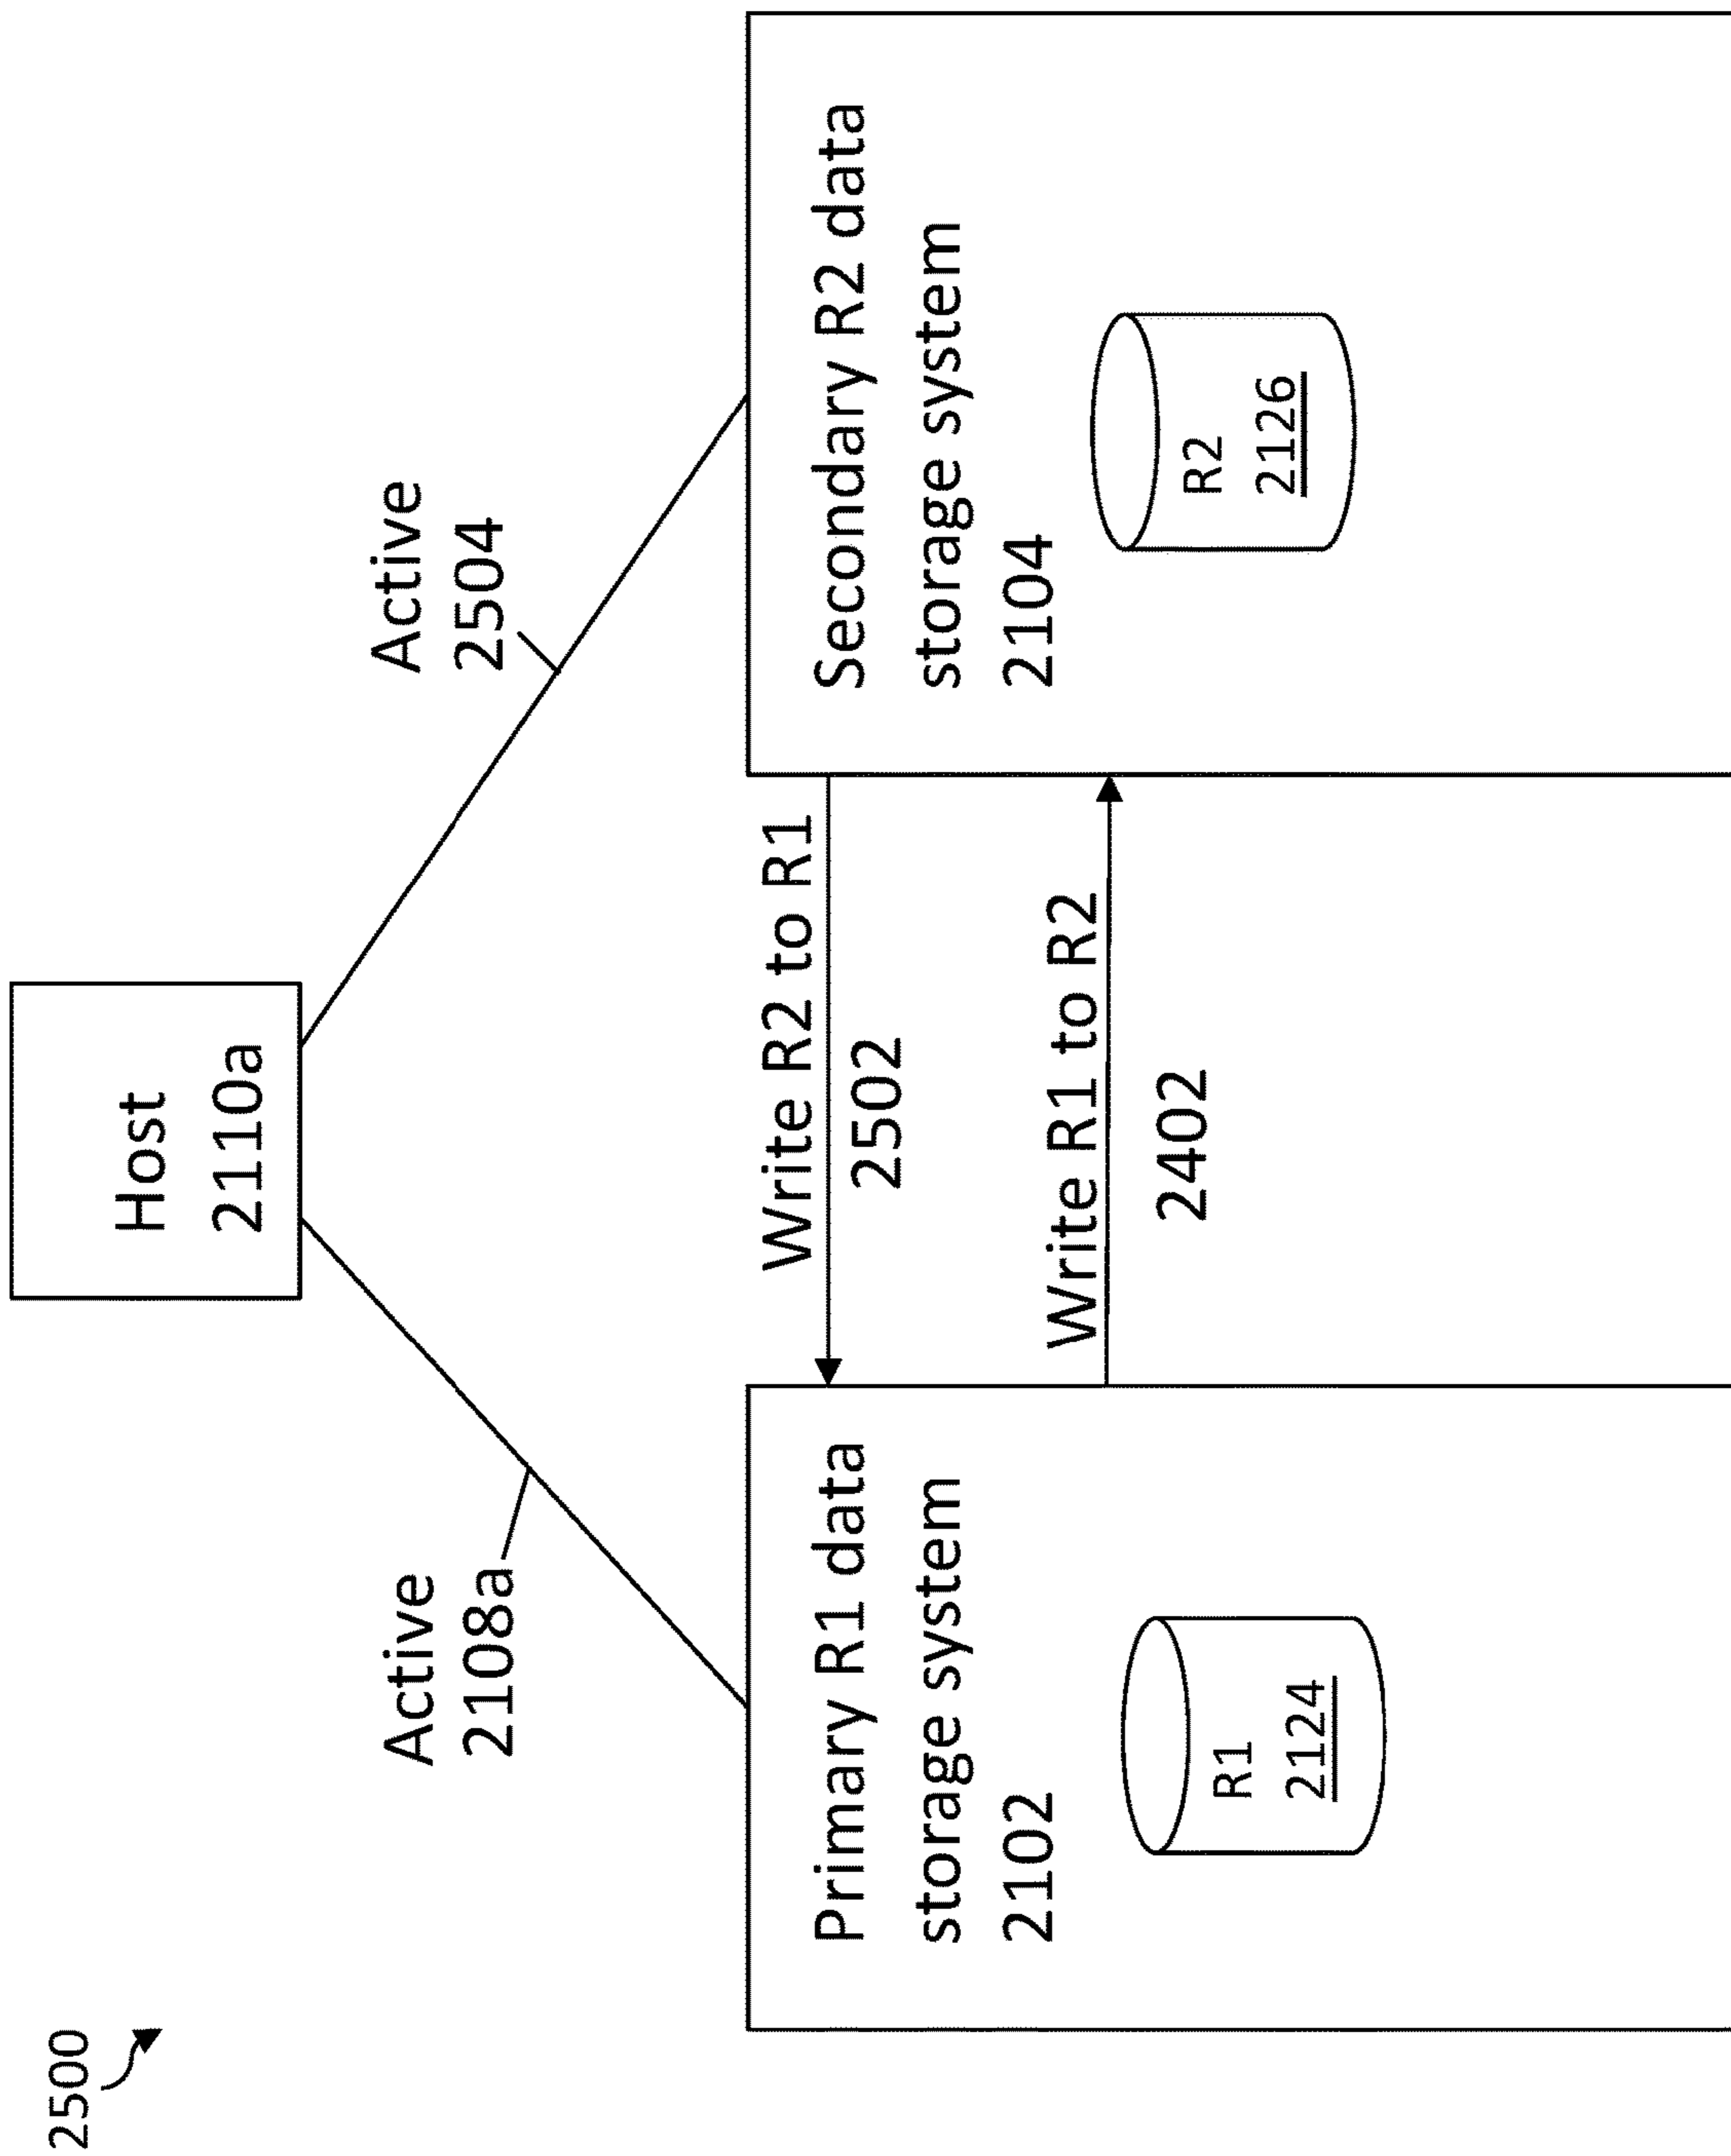 2500
Host
2110a
Active
2108a
Active
2504
Primary R1 data
storage system
2102
R1
2124
Write R2 to R1
2502
Write R1 to R2
2402
Secondary R2 data
storage system
2104
R2
2126